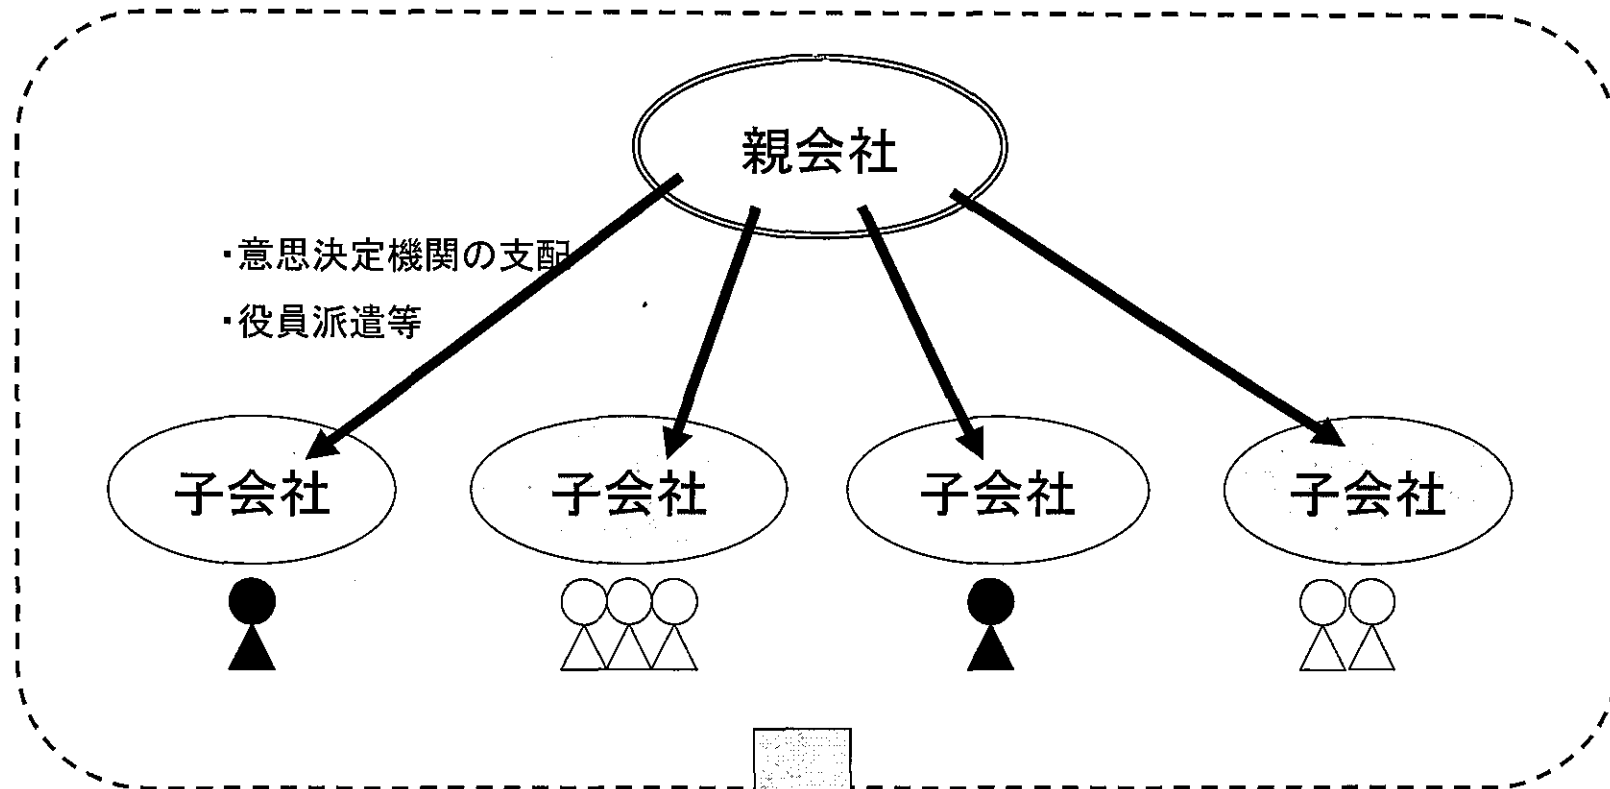 親会社
・意思決定機関の支配
・役員派遣等
子会社
子会社
子会社
子会社